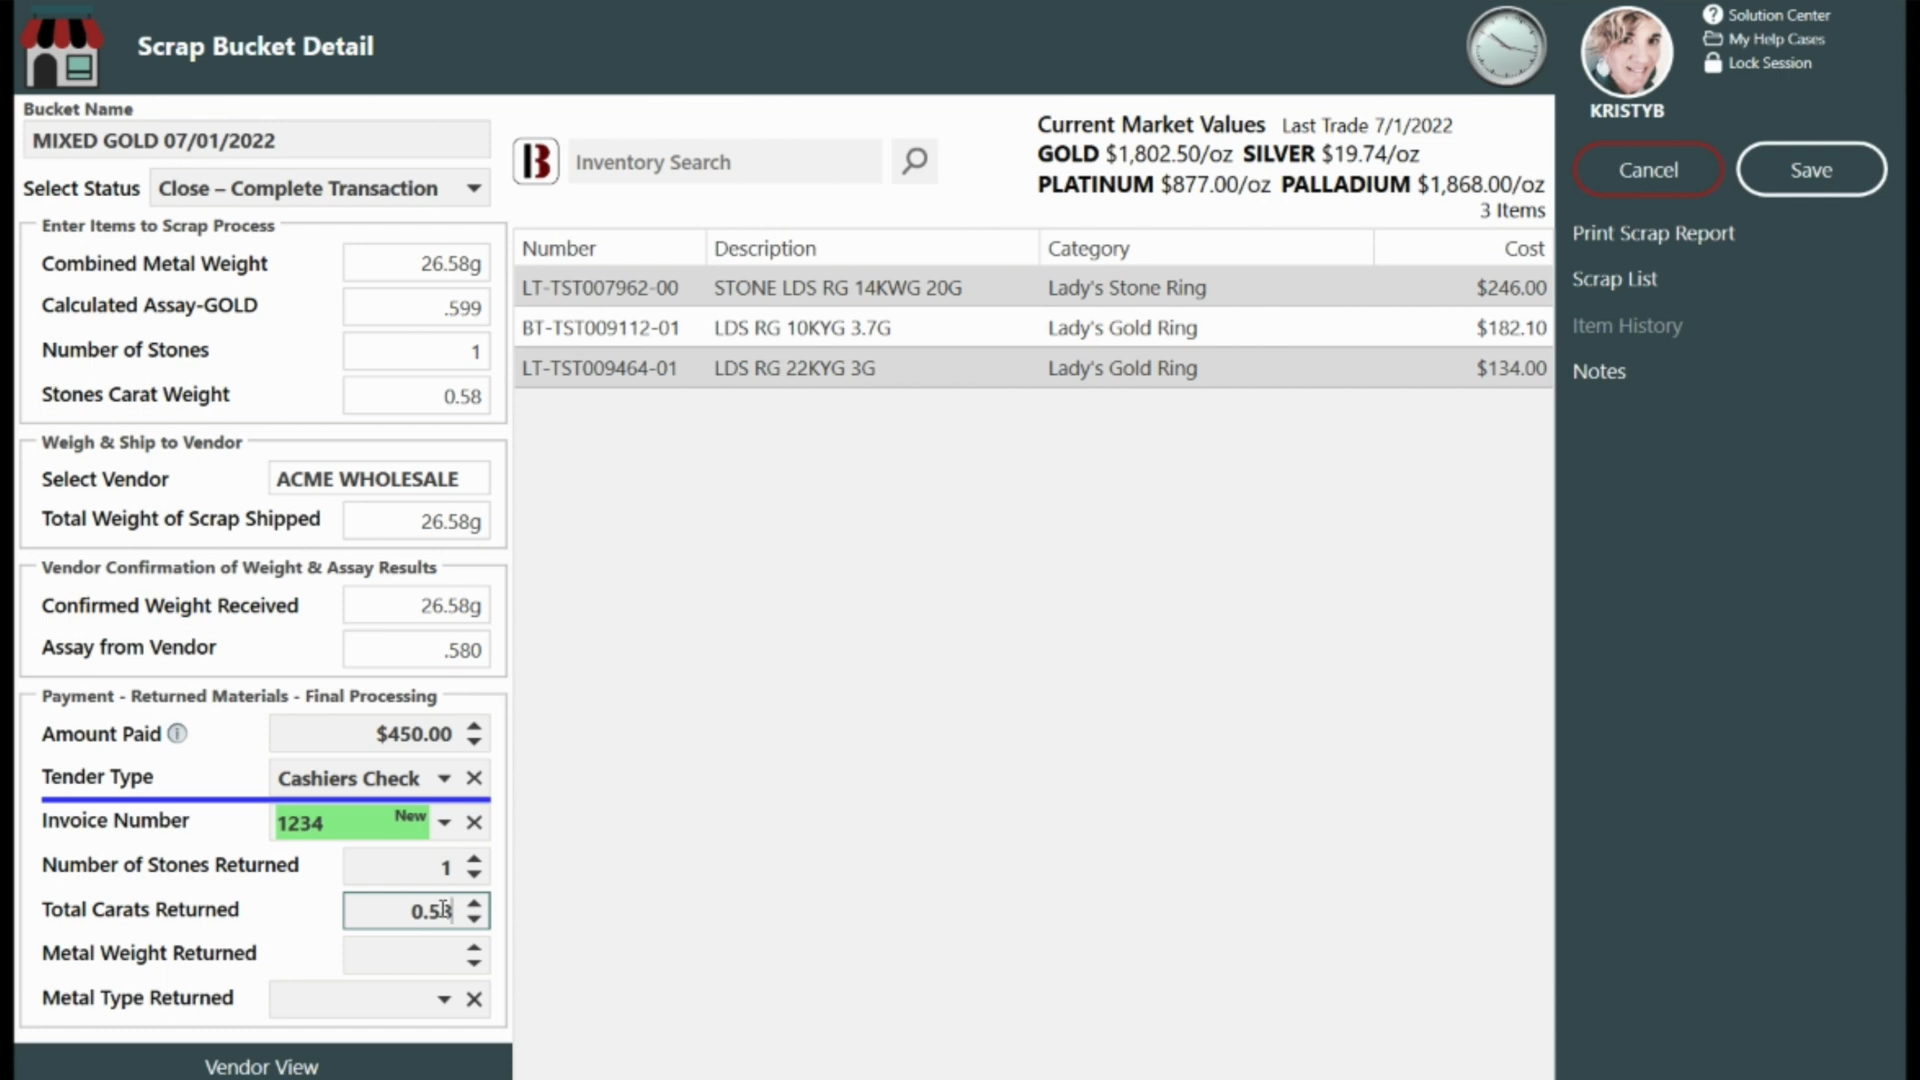 Scrap Bucket Detail
Solution Center
My Help Cases
Lock Session
KRISTYB
Bucket Name
MIXED GOLD 07/01/2022
Select Status Close – Complete Transaction
Enter Items to Scrap Process
Combined Metal Weight 26.58g
Calculated Assay-GOLD .599
Number of Stones 1
Stones Carat Weight 0.58
Weigh & Ship to Vendor
Select Vendor ACME WHOLESALE
Total Weight of Scrap Shipped 26.58g
Vendor Confirmation of Weight & Assay Results
Confirmed Weight Received 26.58g
Assay from Vendor .580
Payment - Returned Materials - Final Processing
Amount Paid $450.00
Tender Type Cashiers Check
Invoice Number 1234 New
Number of Stones Returned 1
Total Carats Returned
Metal Weight Returned
Metal Type Returned
Vendor View
B Inventory Search
Current Market Values Last Trade 7/1/2022
GOLD $1,802.50/oz SILVER $19.74/oz
PLATINUM $877.00/oz PALLADIUM $1,868.00/oz
3 Items
Number Description Category Cost
LT-TST007962-00 STONE LDS RG 14KWG 20G Lady's Stone Ring $246.00
BT-TST009112-01 LDS RG 10KYG 3.7G Lady's Gold Ring $182.10
LT-TST009464-01 LDS RG 22KYG 3G Lady's Gold Ring $134.00
Cancel
Save
Print Scrap Report
Scrap List
Item History
Notes